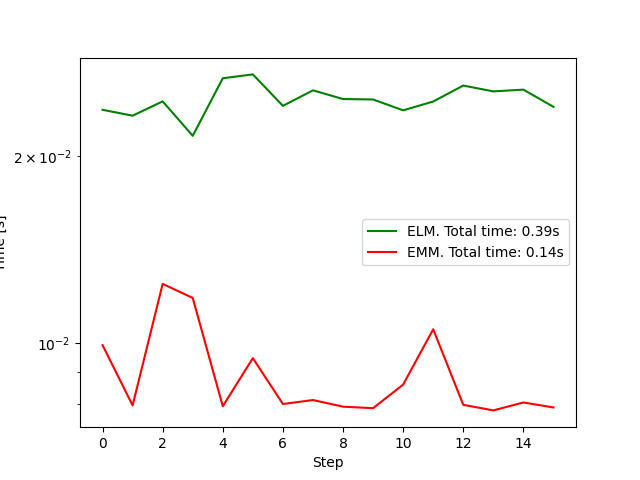 2 × 10⁻²
10⁻²
Time [s]
ELM. Total time: 0.39s
EMM. Total time: 0.14s
0 2 4 6 8 10 12 14
Step